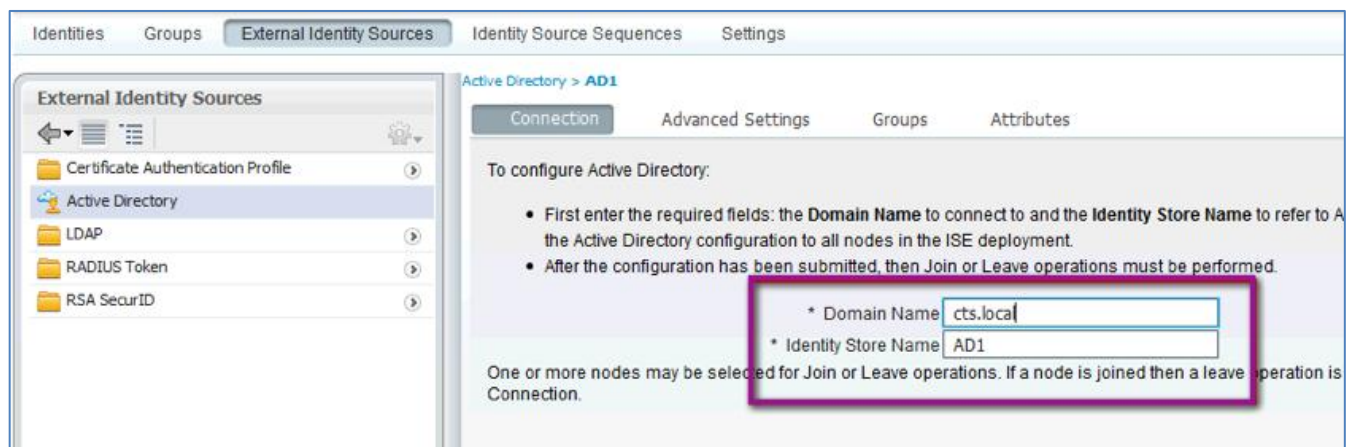 Identities Groups External Identity Sources Identity Source Sequences Settings
External Identity Sources
Certificate Authentication Profile
Active Directory
LDAP
RADIUS Token
RSA SecurID
Active Directory > AD1
Connection Advanced Settings Groups Attributes
To configure Active Directory:
• First enter the required fields: the Domain Name to connect to and the Identity Store Name to refer to A
the Active Directory configuration to all nodes in the ISE deployment.
• After the configuration has been submitted, then Join or Leave operations must be performed.
* Domain Name cts.local
* Identity Store Name AD1
One or more nodes may be selected for Join or Leave operations. If a node is joined then a leave operation is
Connection.